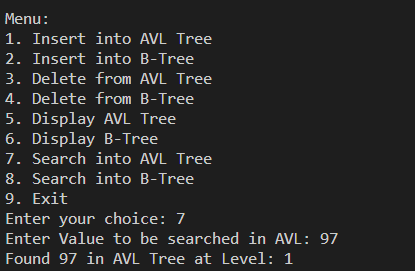 Menu:
1. Insert into AVL Tree
2. Insert into B-Tree
3. Delete from AVL Tree
4. Delete from B-Tree
5. Display AVL Tree
6. Display B-Tree
7. Search into AVL Tree
8. Search into B-Tree
9. Exit
Enter your choice: 7
Enter Value to be searched in AVL: 97
Found 97 in AVL Tree at Level: 1